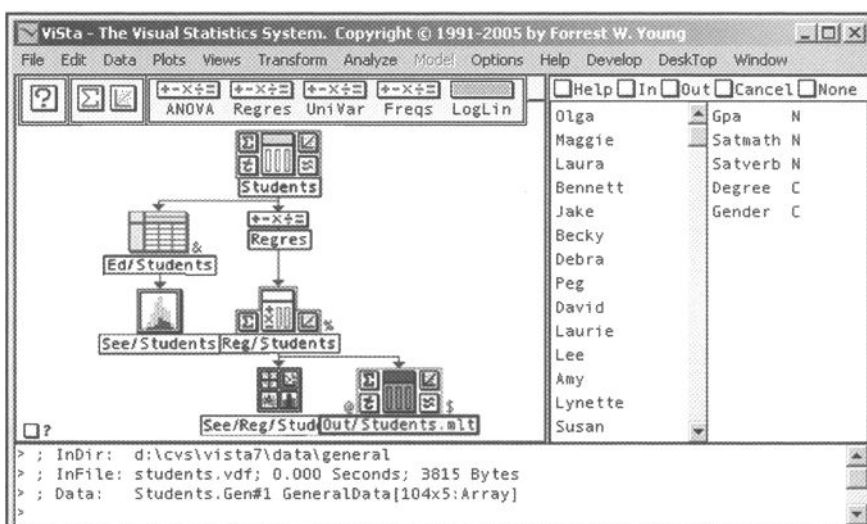 ViSta - The Visual Statistics System. Copyright © 1991-2005 by Forrest W. Young
File Edit Data Plots Views Transform Analyze Model Options Help Develop DeskTop Window
? Σ +-×÷= +-×÷= +-×÷= +-×÷=
ANOVA Regres UniVar Freqs LogLin
Students
+-×÷=
Regres
&
Ed/Students
%
See/Students
Reg/Students
@ $
See/Reg/Stud
Out/Students.mlt
?
Help In Out Cancel None
Olga
Maggie
Laura
Bennett
Jake
Becky
Debra
Peg
David
Laurie
Lee
Amy
Lynette
Susan
Gpa N
Satmath N
Satverb N
Degree C
Gender C
> ; InDir: d:\cvs\vista7\data\general
> ; InFile: students.vdf; 0.000 Seconds; 3815 Bytes
> ; Data: Students.Gen#1 GeneralData[104x5:Array]
>